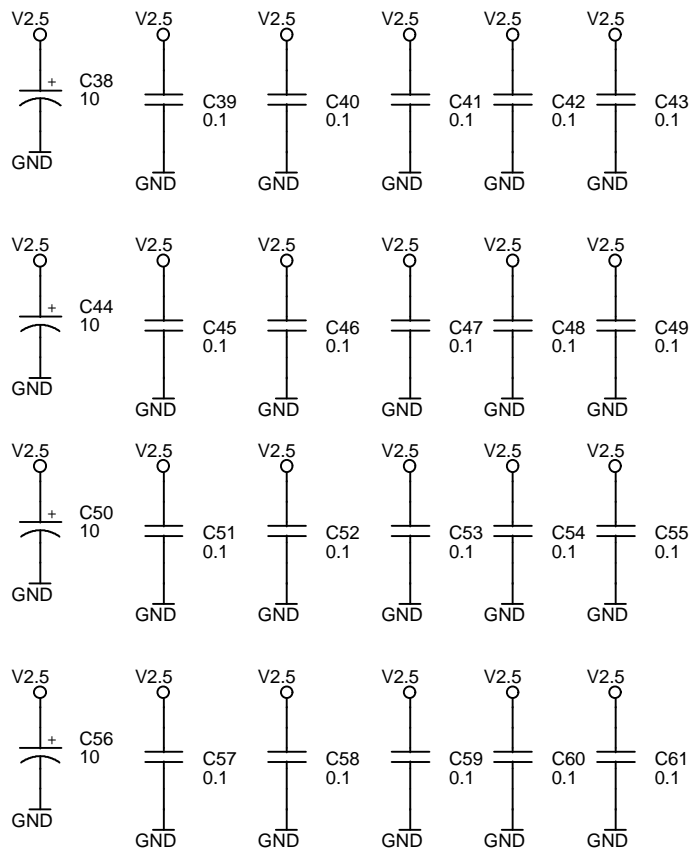 V2.5 V2.5 V2.5 V2.5 V2.5 V2.5
+ C38
10
C39 C40 C41 C42 C43
0.1 0.1 0.1 0.1 0.1
GND
GND GND GND GND GND
V2.5 V2.5 V2.5 V2.5 V2.5 V2.5
+ C44
10
C45 C46 C47 C48 C49
0.1 0.1 0.1 0.1 0.1
GND
GND GND GND GND GND
V2.5 V2.5 V2.5 V2.5 V2.5 V2.5
+ C50
10
C51 C52 C53 C54 C55
0.1 0.1 0.1 0.1 0.1
GND
GND GND GND GND GND
V2.5 V2.5 V2.5 V2.5 V2.5 V2.5
+ C56
10
C57 C58 C59 C60 C61
0.1 0.1 0.1 0.1 0.1
GND
GND GND GND GND GND